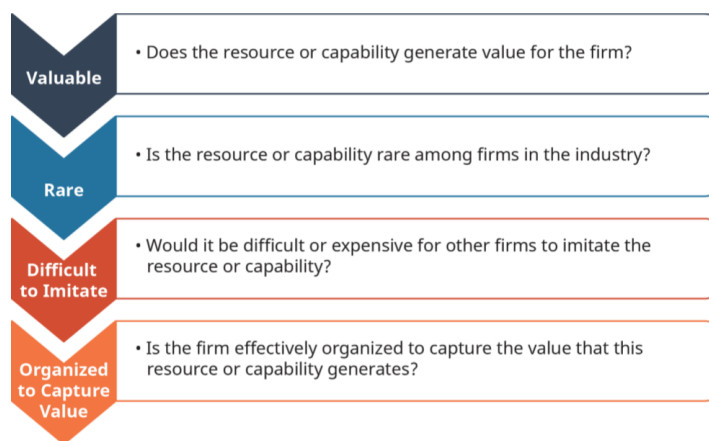 Valuable
• Does the resource or capability generate value for the firm?
Rare
• Is the resource or capability rare among firms in the industry?
Difficult
to Imitate
• Would it be difficult or expensive for other firms to imitate the
resource or capability?
Organized
to Capture
Value
• Is the firm effectively organized to capture the value that this
resource or capability generates?